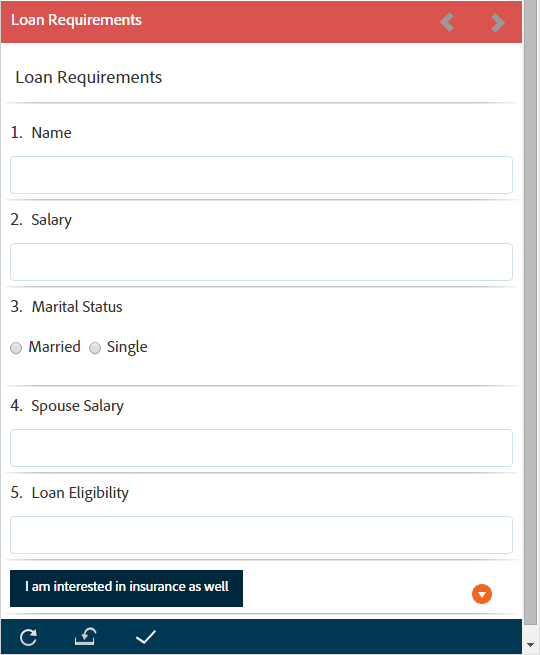 Loan Requirements
Loan Requirements
1. Name
2. Salary
3. Marital Status
Married Single
4. Spouse Salary
5. Loan Eligibility
I am interested in insurance as well